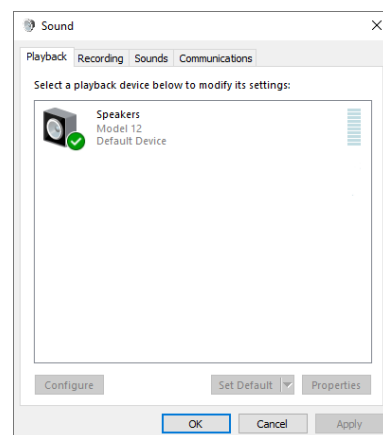 Sound
Playback Recording Sounds Communications
Select a playback device below to modify its settings:
Speakers
Model 12
Default Device
Configure Set Default Properties
OK Cancel Apply